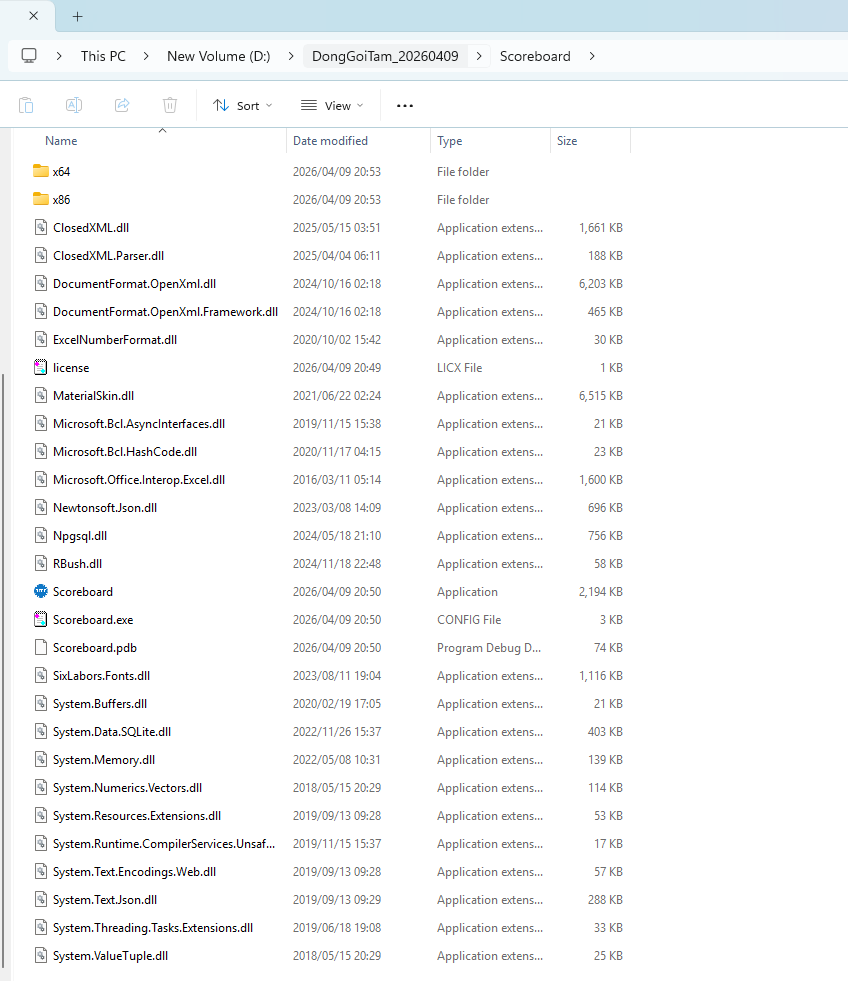 This PC New Volume (D:) DongGoiTam_20260409 Scoreboard
Sort View
Name Date modified Type Size
x64 2026/04/09 20:53 File folder
x86 2026/04/09 20:53 File folder
ClosedXML.dll 2025/05/15 03:51 Application extens... 1,661 KB
ClosedXML.Parser.dll 2025/04/04 06:11 Application extens... 188 KB
DocumentFormat.OpenXml.dll 2024/10/16 02:18 Application extens... 6,203 KB
DocumentFormat.OpenXml.Framework.dll 2024/10/16 02:18 Application extens... 465 KB
ExcelNumberFormat.dll 2020/10/02 15:42 Application extens... 30 KB
license 2026/04/09 20:49 LICX File 1 KB
MaterialSkin.dll 2021/06/22 02:24 Application extens... 6,515 KB
Microsoft.Bcl.AsyncInterfaces.dll 2019/11/15 15:38 Application extens... 21 KB
Microsoft.Bcl.HashCode.dll 2020/11/17 04:15 Application extens... 23 KB
Microsoft.Office.Interop.Excel.dll 2016/03/11 05:14 Application extens... 1,600 KB
Newtonsoft.Json.dll 2023/03/08 14:09 Application extens... 696 KB
Npgsql.dll 2024/05/18 21:10 Application extens... 756 KB
RBush.dll 2024/11/18 22:48 Application extens... 58 KB
Scoreboard 2026/04/09 20:50 Application 2,194 KB
Scoreboard.exe 2026/04/09 20:50 CONFIG File 3 KB
Scoreboard.pdb 2026/04/09 20:50 Program Debug D... 74 KB
SixLabors.Fonts.dll 2023/08/11 19:04 Application extens... 1,116 KB
System.Buffers.dll 2020/02/19 17:05 Application extens... 21 KB
System.Data.SQLite.dll 2022/11/26 15:37 Application extens... 403 KB
System.Memory.dll 2022/05/08 10:31 Application extens... 139 KB
System.Numerics.Vectors.dll 2018/05/15 20:29 Application extens... 114 KB
System.Resources.Extensions.dll 2019/09/13 09:28 Application extens... 53 KB
System.Runtime.CompilerServices.Unsaf... 2019/11/15 15:37 Application extens... 17 KB
System.Text.Encodings.Web.dll 2019/09/13 09:28 Application extens... 57 KB
System.Text.Json.dll 2019/09/13 09:29 Application extens... 288 KB
System.Threading.Tasks.Extensions.dll 2019/06/18 19:08 Application extens... 33 KB
System.ValueTuple.dll 2018/05/15 20:29 Application extens... 25 KB